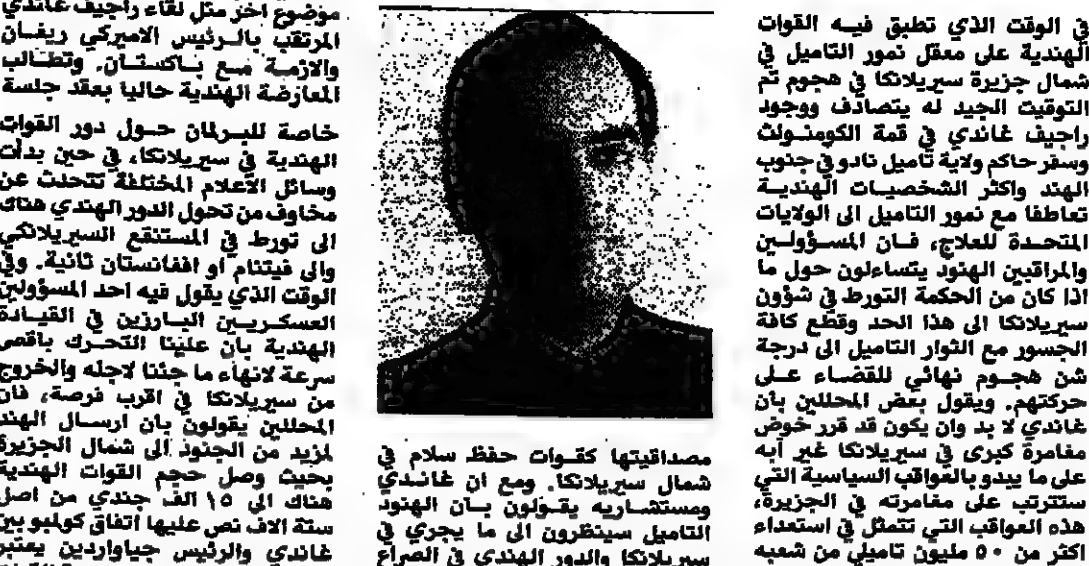 في الوقت الذي تطبق فيه القوات
الهندية على معقل نمور التاميل في
شمال جزيرة سيريلانكا في هجوم تم
التوقيت الجيد له يتصادف ووجود
راجيف غاندي في قمة الكومنولث
وسفر حاكم ولاية تاميل نادو في جنوب
الهند واكثر الشخصيات الهندية
تعاطفا مع نمور التاميل الى الولايات
المتحدة للعلاج، فان المسؤولين
والمراقبين الهنود يتساءلون حول ما
اذا كان من الحكمة التورط في شؤون
سيريلانكا الى هذا الحد وقطع كافة
الجسور مع الثوار التاميل الى درجة
شن هجوم نهائي للقضاء على
حركتهم. ويقول بعض المحللين بان
غاندي لا بد وان يكون قد قرر خوض
مغامرة كبرى في سيريلانكا غير آبه
على ما يبدو بالعواقب السياسية التي
ستترتب على مغامرته في الجزيرة،
هذه العواقب التي تتمثل في استعداء
اكثر من ٥٠ مليون تاميلي من شعبه
مصداقيتها كقوات حفظ سلام في
شمال سيريلانكا. ومع ان غاندي
ومستشاريه يقولون بان الهنود
التاميل سينظرون الى ما يجري في
سيريلانكا والدور الهندي في الصراع
موضوع اخر مثل لقاء راجيف غاندي
المرتقب بالرئيس الاميركي ريغان
والازمة مع باكستان. وتطالب
المعارضة الهندية حاليا بعقد جلسة
خاصة للبرلمان حول دور القوات
الهندية في سيريلانكا، في حين بدأت
وسائل الاعلام المختلفة تتحدث عن
مخاوف من تحول الدور الهندي هناك
الى تورط في المستنقع السيريلانكي
والى فيتنام او افغانستان ثانية. وفي
الوقت الذي يقول فيه احد المسؤولين
العسكريين البارزين في القيادة
الهندية بان علينا التحرك باقصى
سرعة لانهاء ما جئنا لاجله والخروج
من سيريلانكا في اقرب فرصة، فان
المحللين يقولون بان ارسال الهند
لمزيد من الجنود الى شمال الجزيرة
بحيث وصل حجم القوات الهندية
هناك الى ١٥ الف جندي من اصل
ستة الاف نص عليها اتفاق كولمبو بين
غاندي والرئيس جياواردين يعتبر